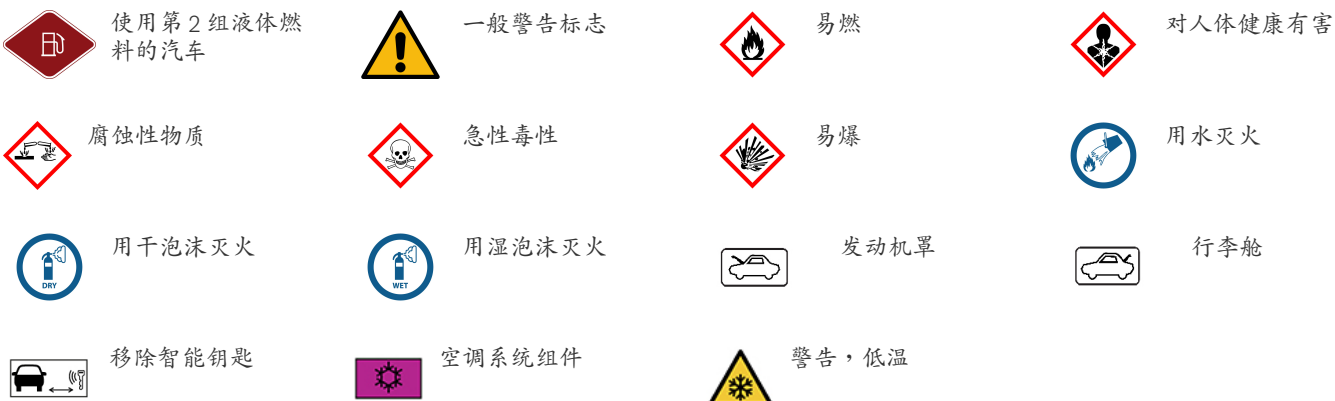 使用第 2 组液体燃
料的汽车
一般警告标志
易燃
对人体健康有害
腐蚀性物质
急性毒性
易爆
用水灭火
用干泡沫灭火
DRY
用湿泡沫灭火
WET
发动机罩
行李舱
移除智能钥匙
空调系统组件
警告，低温